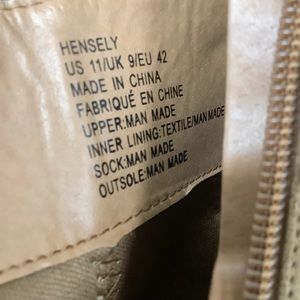 HENSELY
US 11/UK 9/EU 42
MADE IN CHINA
FABRIQUÉ EN CHINE
UPPER:MAN MADE
INNER LINING:TEXTILE/MAN MADE
SOCK:MAN MADE
OUTSOLE:MAN MADE